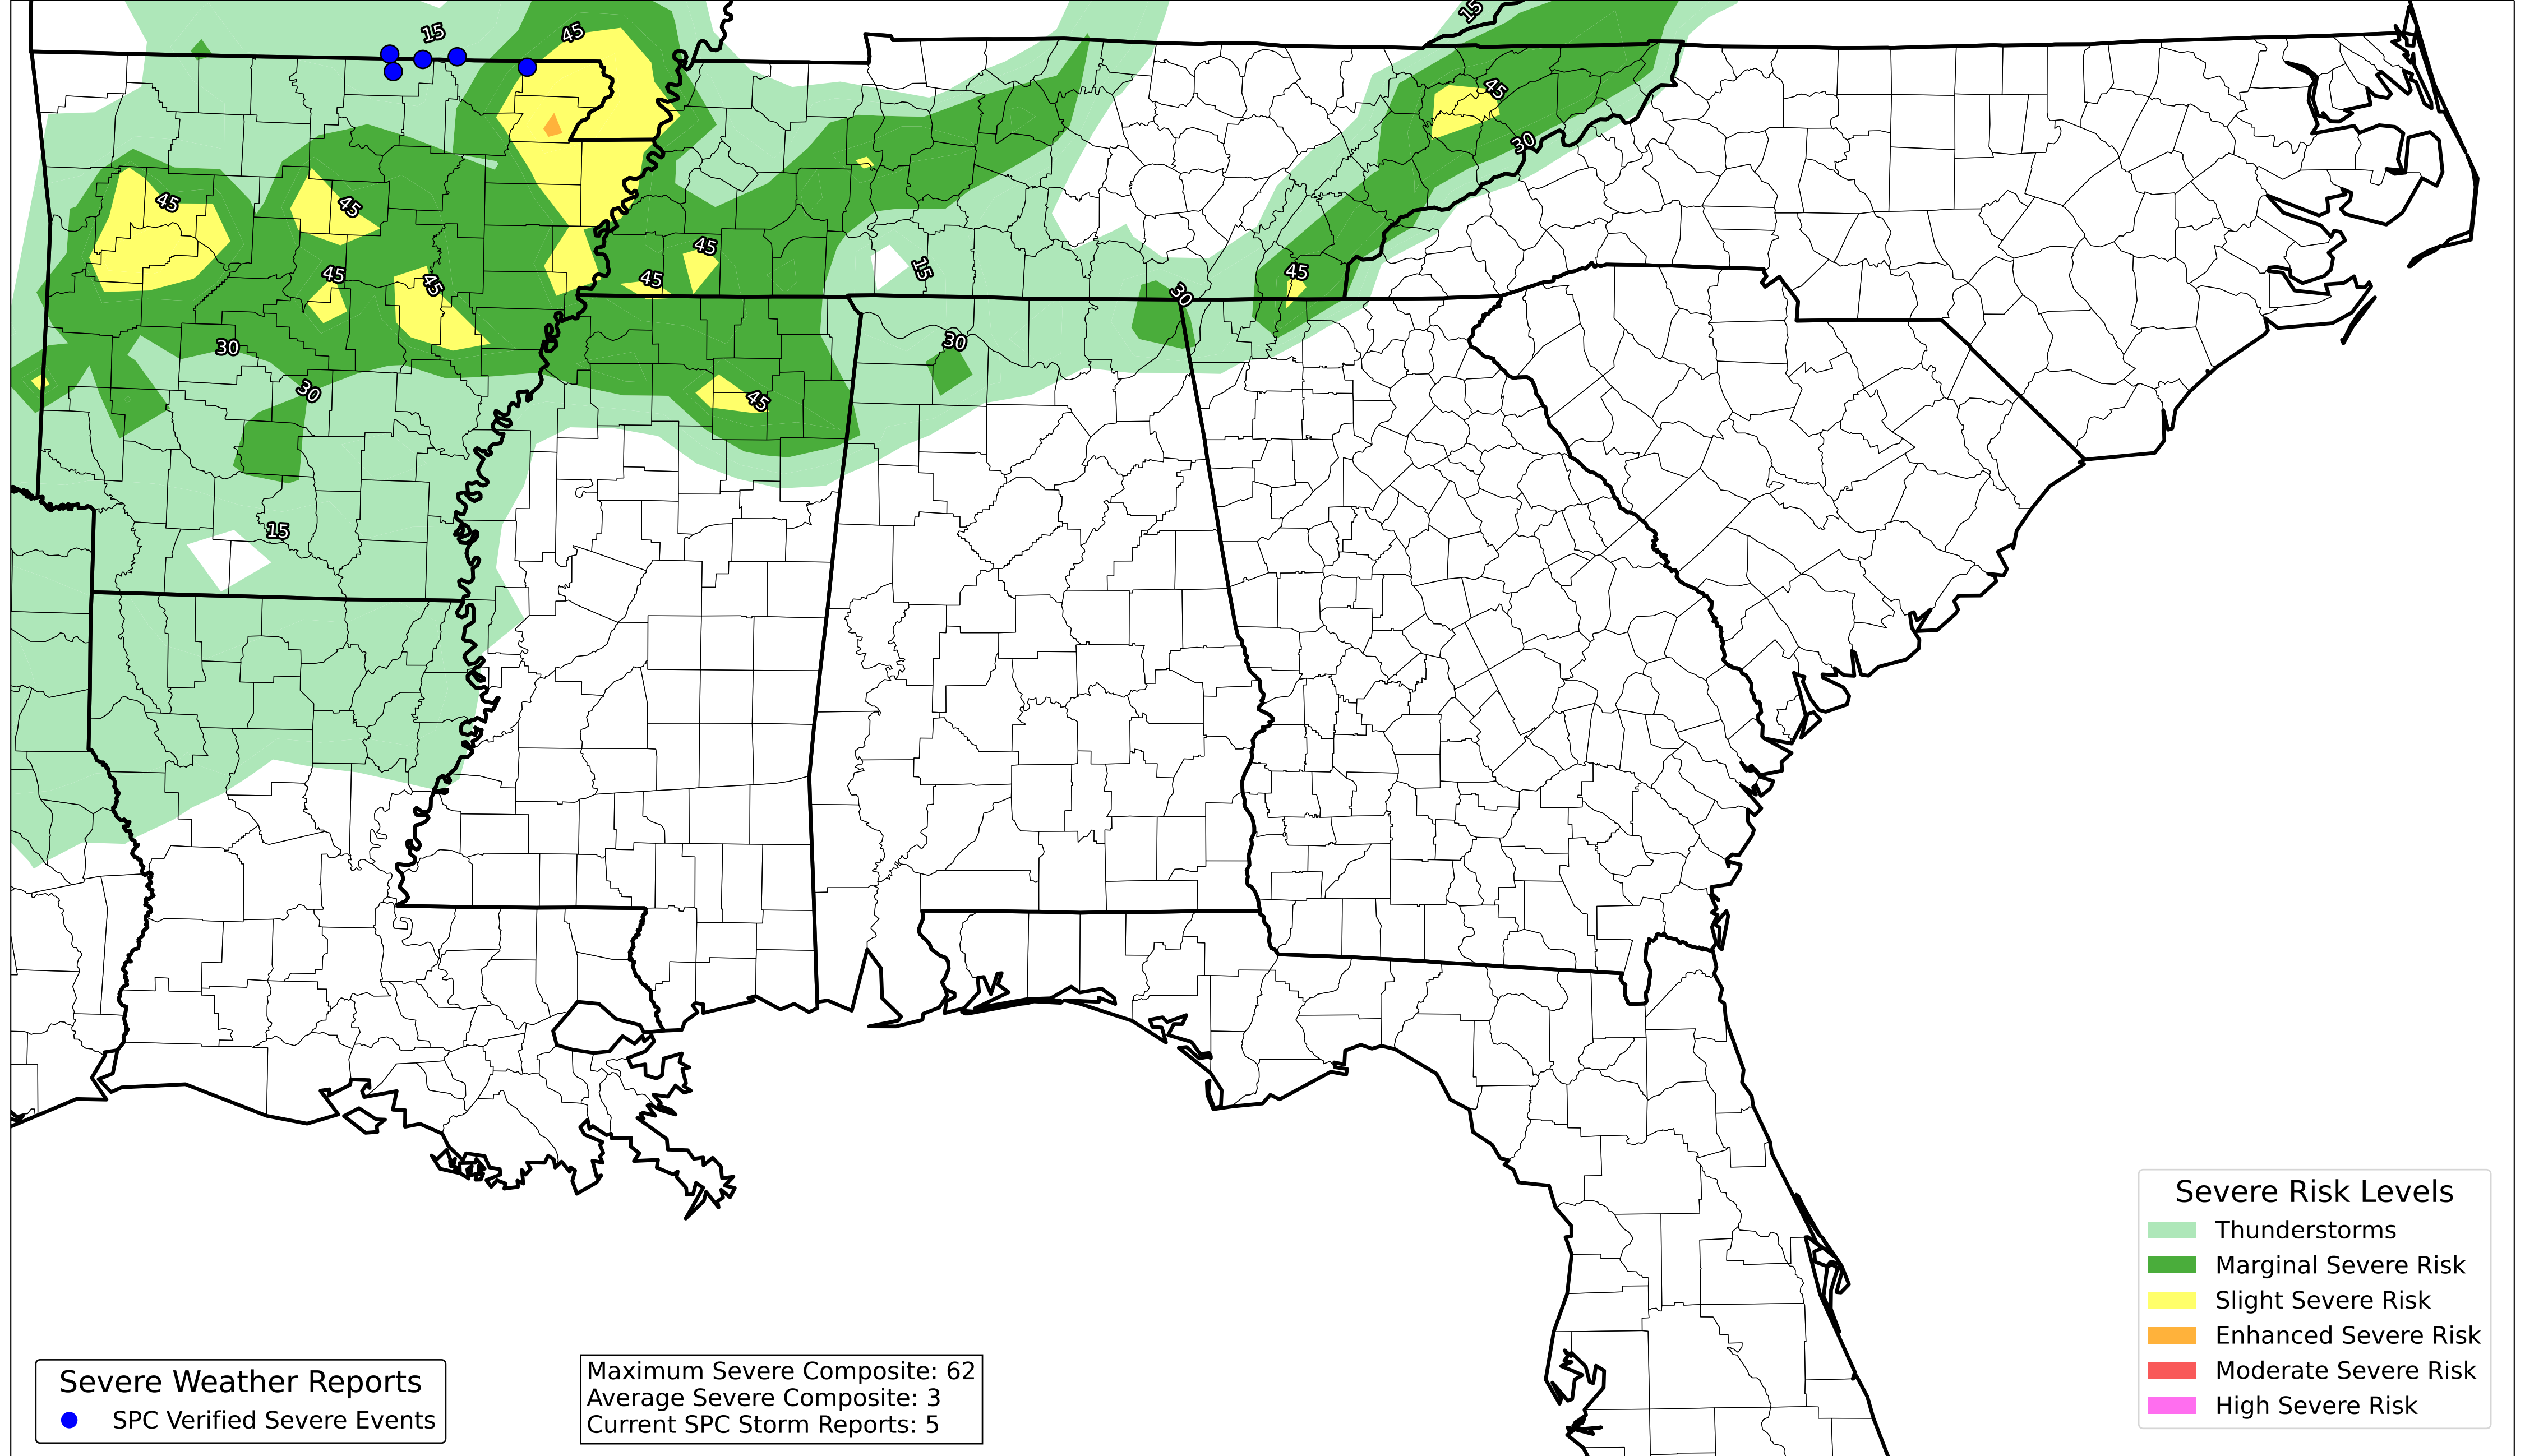 15
45
15
45
30
45
45
45
15
45
45
45
45
30
30
30
45
30
15
Severe Risk Levels
Thunderstorms
Marginal Severe Risk
Slight Severe Risk
Enhanced Severe Risk
Moderate Severe Risk
High Severe Risk
Severe Weather Reports
SPC Verified Severe Events
Maximum Severe Composite: 62
Average Severe Composite: 3
Current SPC Storm Reports: 5